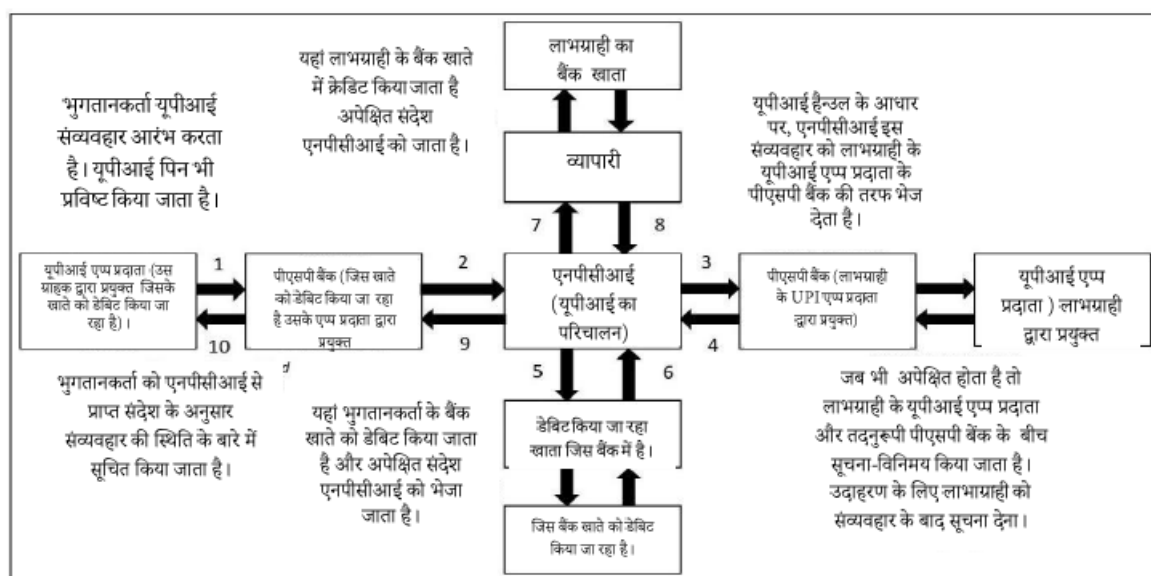 लाभग्राही का
बैंक खाता
यहां लाभग्राही के बैंक खाते
में क्रेडिट किया जाता है
अपेक्षित संदेश
एनपीसीआई को जाता है।
भुगतानकर्ता यूपीआई
संव्यवहार आरंभ करता
है। यूपीआई पिन भी
प्रविष्ट किया जाता है।
व्यापारी
यूपीआई हैन्डल के आधार
पर, एनपीसीआई इस
संव्यवहार को लाभग्राही के
यूपीआई एप्प प्रदाता के
पीएसपी बैंक की तरफ भेज
देता है।
7
8
यूपीआई एप्प प्रदाता (उस
ग्राहक द्वारा प्रयुक्त जिसके
खाते को डेबिट किया जा
रहा है)।
1
10
पीएसपी बैंक (जिस खाते
को डेबिट किया जा रहा
है उसके एप्प प्रदाता द्वारा
प्रयुक्त
2
9
एनपीसीआई
(यूपीआई का
परिचालन)
3
4
पीएसपी बैंक (लाभग्राही
के UPI एप्प प्रदाता
द्वारा प्रयुक्त)
यूपीआई एप्प
प्रदाता ) लाभग्राही
द्वारा प्रयुक्त
d
5
6
भुगतानकर्ता को एनपीसीआई से
प्राप्त संदेश के अनुसार
संव्यवहार की स्थिति के बारे में
सूचित किया जाता है।
यहां भुगतानकर्ता के बैंक
खाते को डेबिट किया जाता
है और अपेक्षित संदेश
एनपीसीआई को भेजा
जाता है।
डेबिट किया जा रहा
खाता जिस बैंक में है।
जिस बैंक खाते को डेबिट
किया जा रहा है।
जब भी अपेक्षित होता है तो
लाभग्राही के यूपीआई एप्प प्रदाता
और तदनुरूपी पीएसपी बेंक के बीच
सूचना-विनिमय किया जाता है।
उदाहरण के लिए लाभाग्राही को
संव्यवहार के बाद सूचना देना।